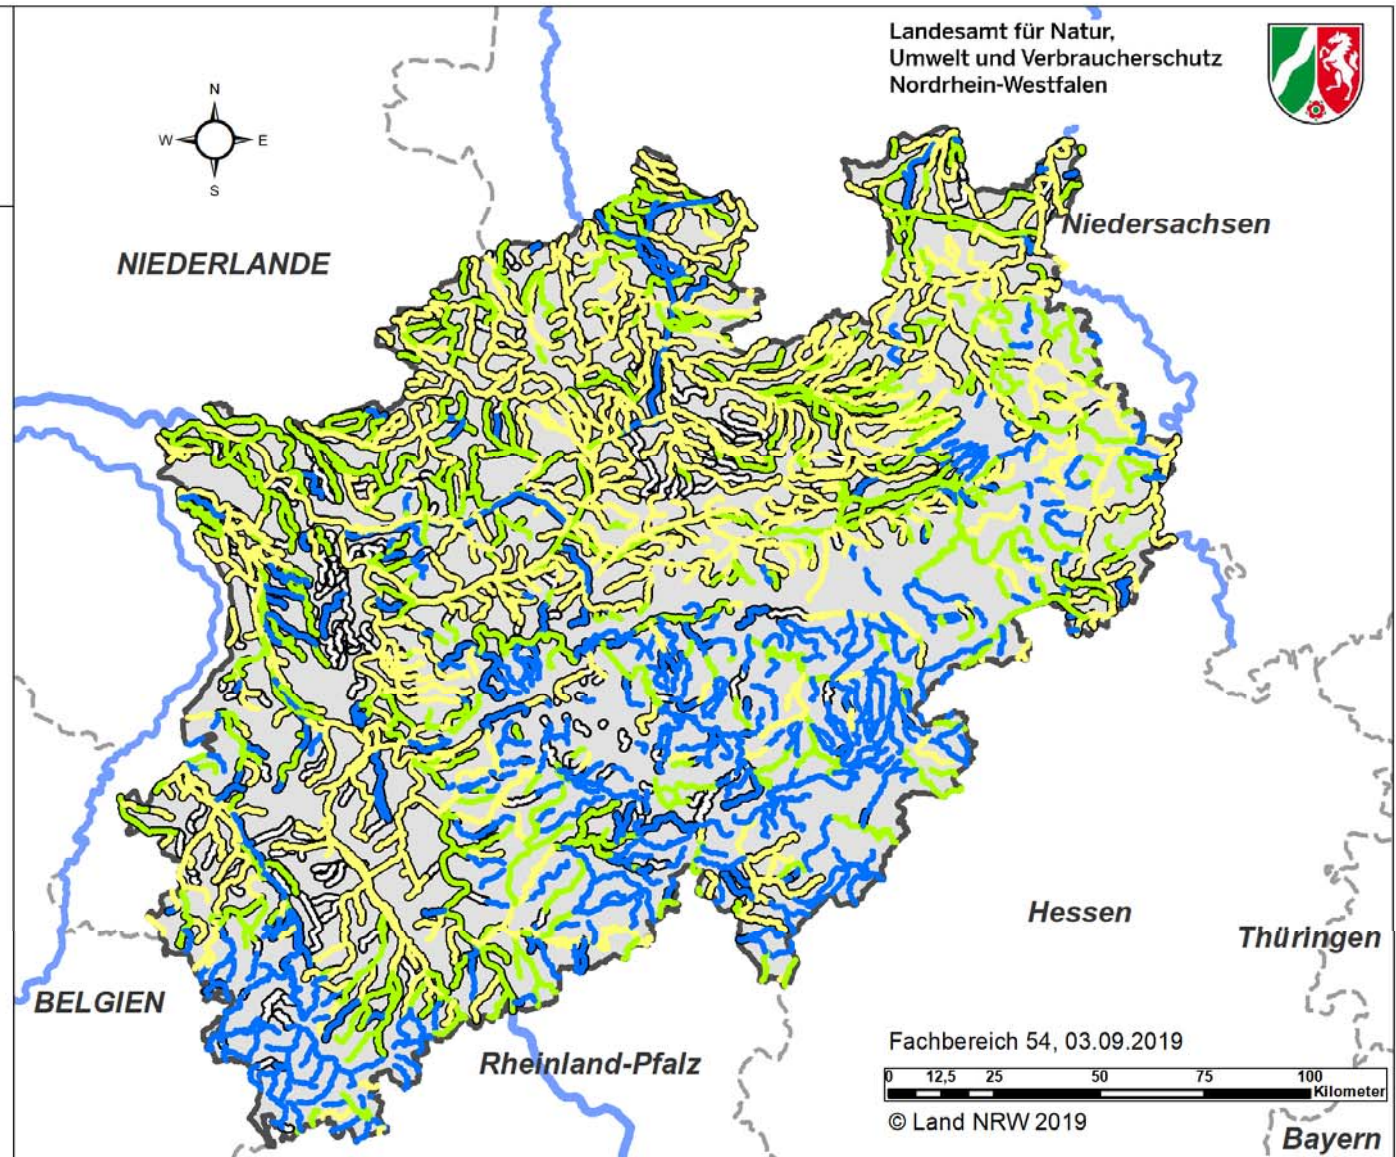 Landesamt für Natur,
Umwelt und Verbraucherschutz
Nordrhein-Westfalen
N
W E
S
Niedersachsen
NIEDERLANDE
Hessen
Thüringen
BELGIEN
Rheinland-Pfalz
Fachbereich 54, 03.09.2019
0 12,5 25 50 75 100
Kilometer
© Land NRW 2019
Bayern